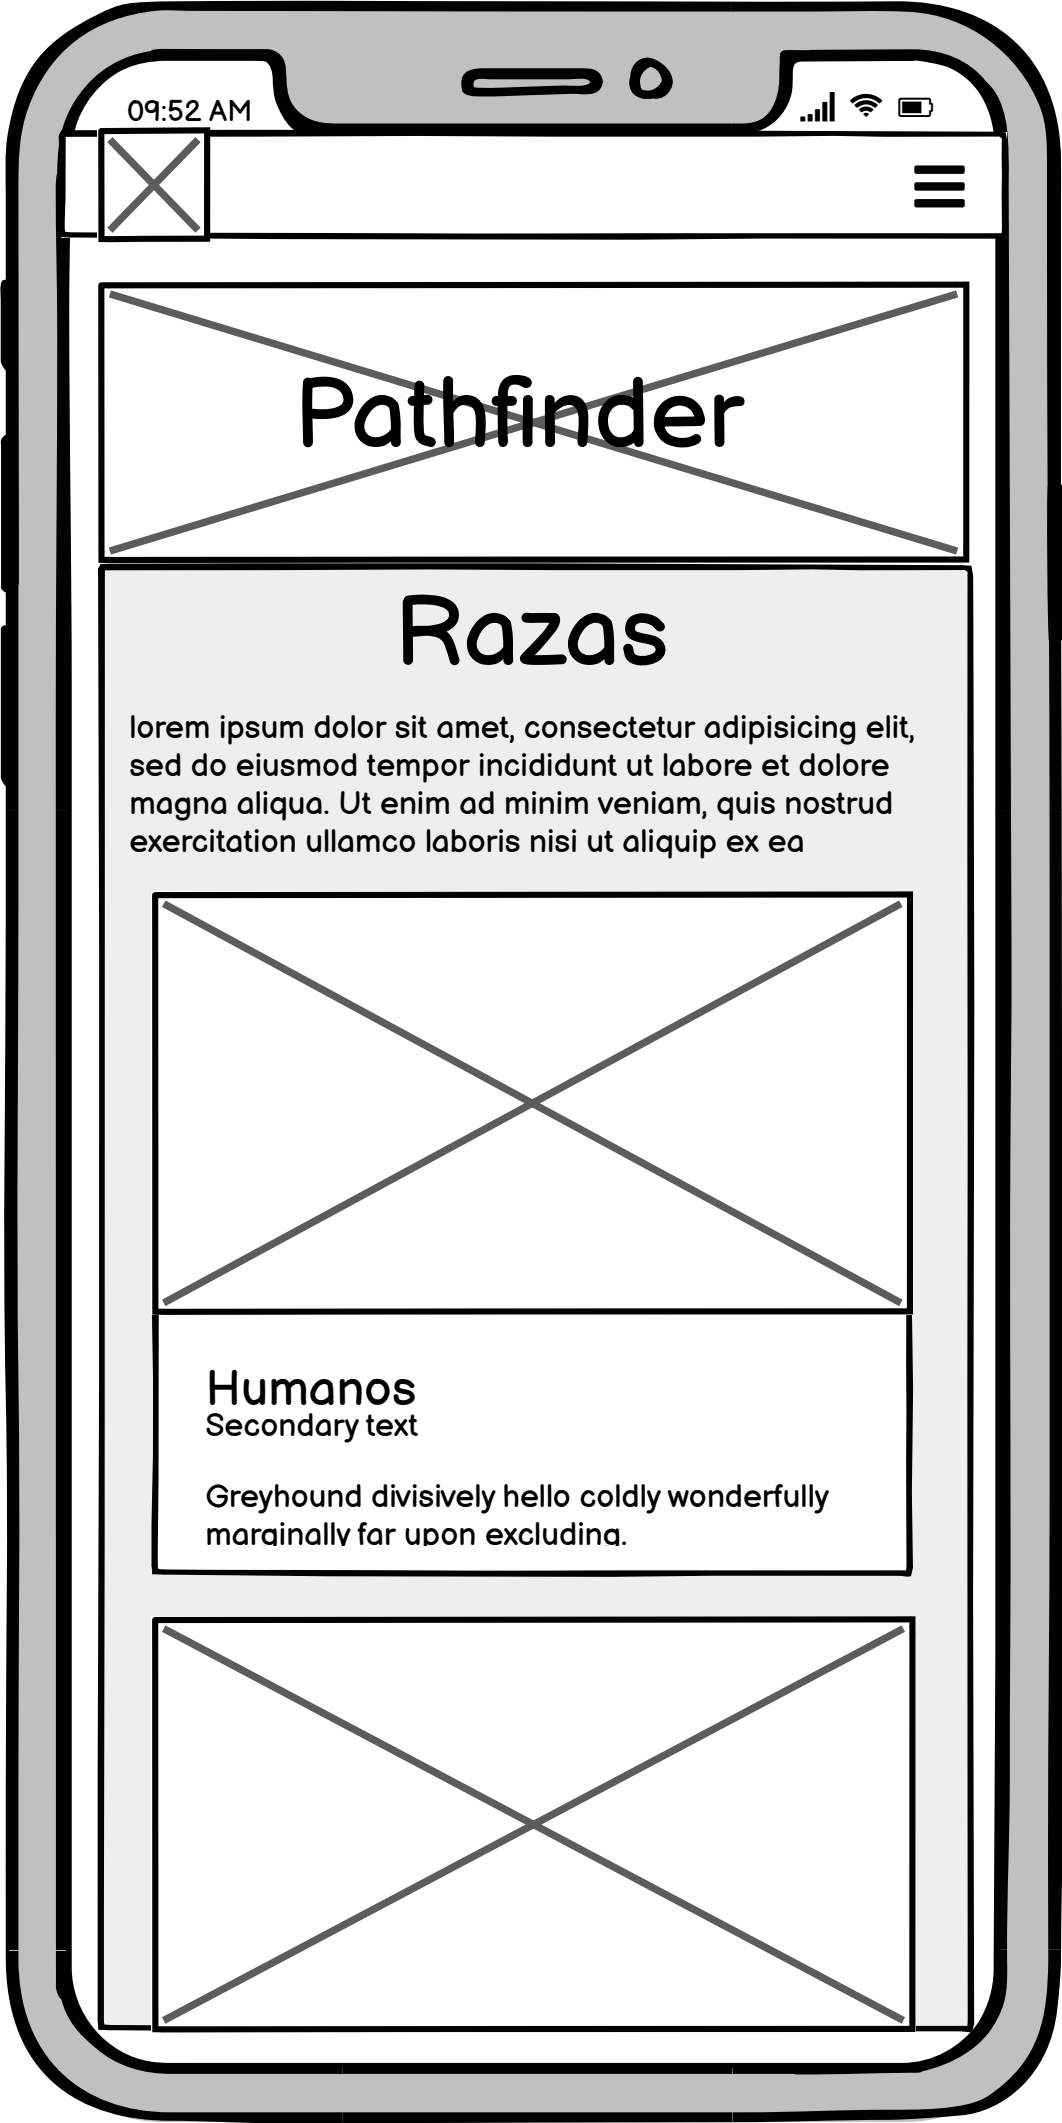 09:52 AM
Pathfinder
Razas
lorem ipsum dolor sit amet, consectetur adipisicing elit,
sed do eiusmod tempor incididunt ut labore et dolore
magna aliqua. Ut enim ad minim veniam, quis nostrud
exercitation ullamco laboris nisi ut aliquip ex ea
Humanos
Secondary text
Greyhound divisively hello coldly wonderfully
marginally far upon excluding.